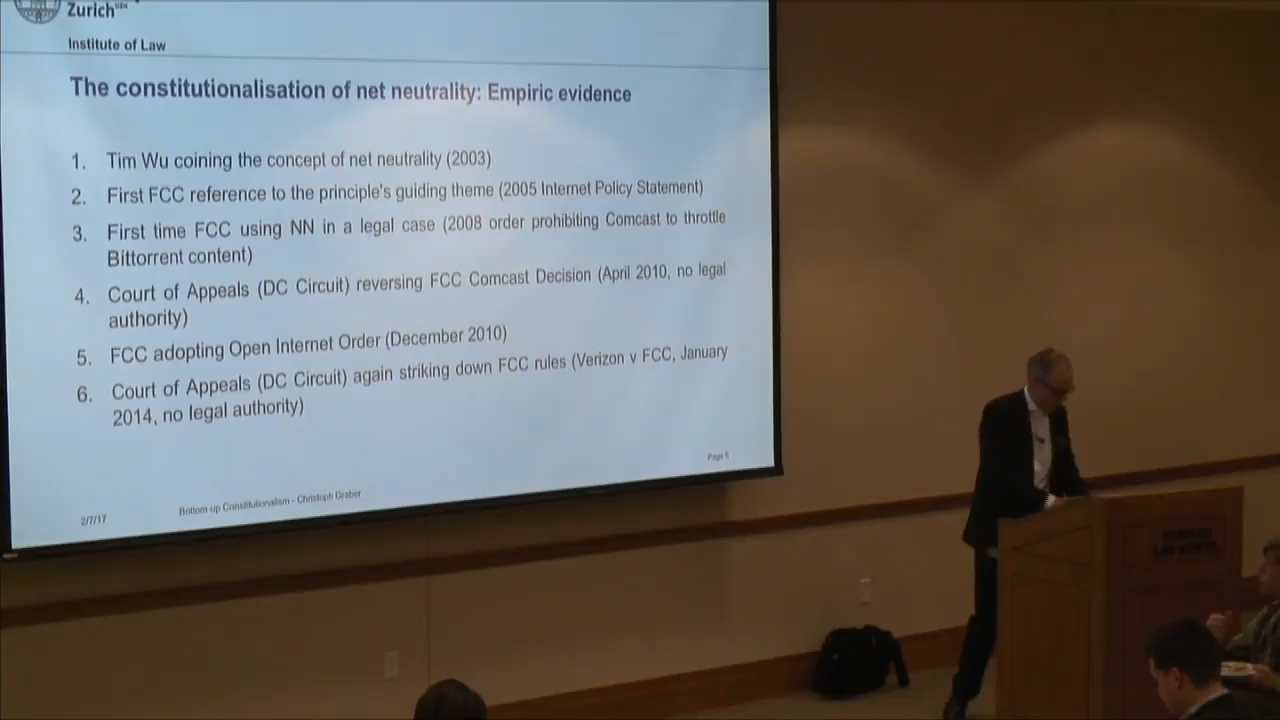 Zurich
Institute of Law
The constitutionalisation of net neutrality: Empiric evidence
1. Tim Wu coining the concept of net neutrality (2003)
2. First FCC reference to the principle's guiding theme (2005 Internet Policy Statement)
3. First time FCC using NN in a legal case (2008 order prohibiting Comcast to throttle
Bittorrent content)
4. Court of Appeals (DC Circuit) reversing FCC Comcast Decision (April 2010, no legal
authority)
5. FCC adopting Open Internet Order (December 2010)
6. Court of Appeals (DC Circuit) again striking down FCC rules (Verizon v FCC, January
2014, no legal authority)
Page 5
2/7/17
Bottom up Constitutionalism - Christoph Graber